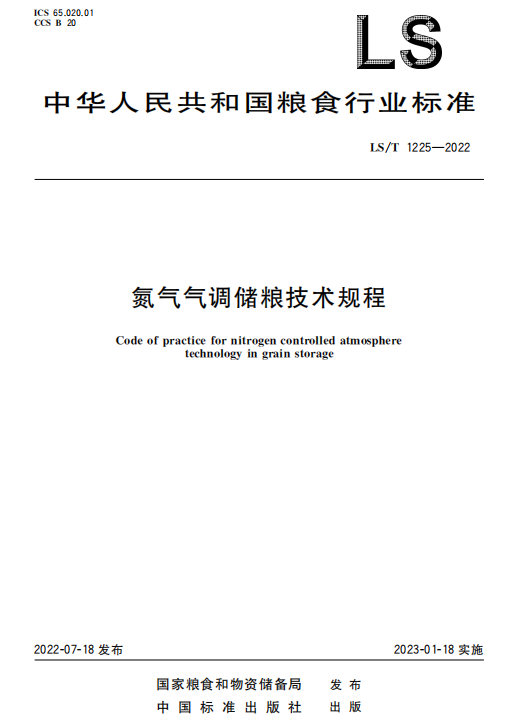 ICS 65.020.01
CCS B 20
LS
中华人民共和国粮食行业标准
LS/T 1225—2022
氮气气调储粮技术规程
Code of practice for nitrogen controlled atmosphere
technology in grain storage
2022-07-18 发布 2023-01-18 实施
国家粮食和物资储备局 发布
中国标准出版社 出版